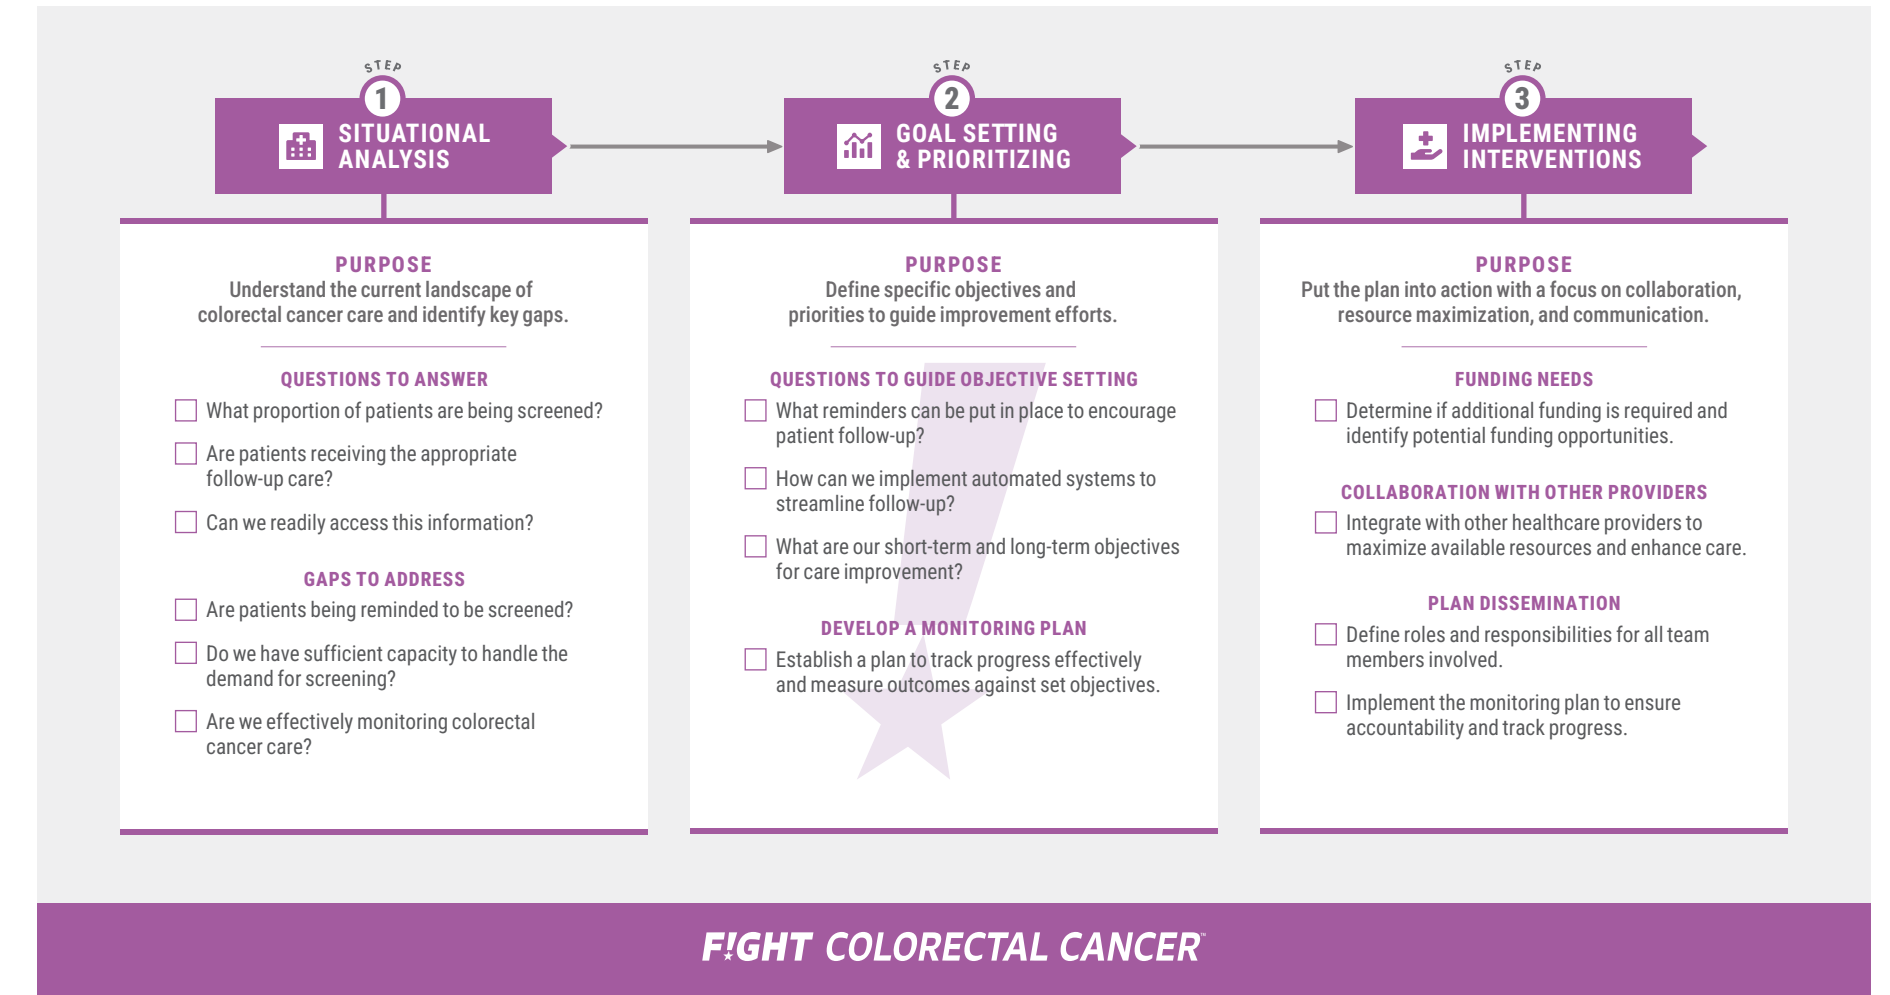 STEP
1
SITUATIONAL
ANALYSIS
PURPOSE
Understand the current landscape of
colorectal cancer care and identify key gaps.
QUESTIONS TO ANSWER
What proportion of patients are being screened?
Are patients receiving the appropriate
follow-up care?
Can we readily access this information?
GAPS TO ADDRESS
Are patients being reminded to be screened?
Do we have sufficient capacity to handle the
demand for screening?
Are we effectively monitoring colorectal
cancer care?
STEP
2
GOAL SETTING
& PRIORITIZING
PURPOSE
Define specific objectives and
priorities to guide improvement efforts.
QUESTIONS TO GUIDE OBJECTIVE SETTING
What reminders can be put in place to encourage
patient follow-up?
How can we implement automated systems to
streamline follow-up?
What are our short-term and long-term objectives
for care improvement?
DEVELOP A MONITORING PLAN
Establish a plan to track progress effectively
and measure outcomes against set objectives.
STEP
3
IMPLEMENTING
INTERVENTIONS
PURPOSE
Put the plan into action with a focus on collaboration,
resource maximization, and communication.
FUNDING NEEDS
Determine if additional funding is required and
identify potential funding opportunities.
COLLABORATION WITH OTHER PROVIDERS
Integrate with other healthcare providers to
maximize available resources and enhance care.
PLAN DISSEMINATION
Define roles and responsibilities for all team
members involved.
Implement the monitoring plan to ensure
accountability and track progress.
F!GHT COLORECTAL CANCER™